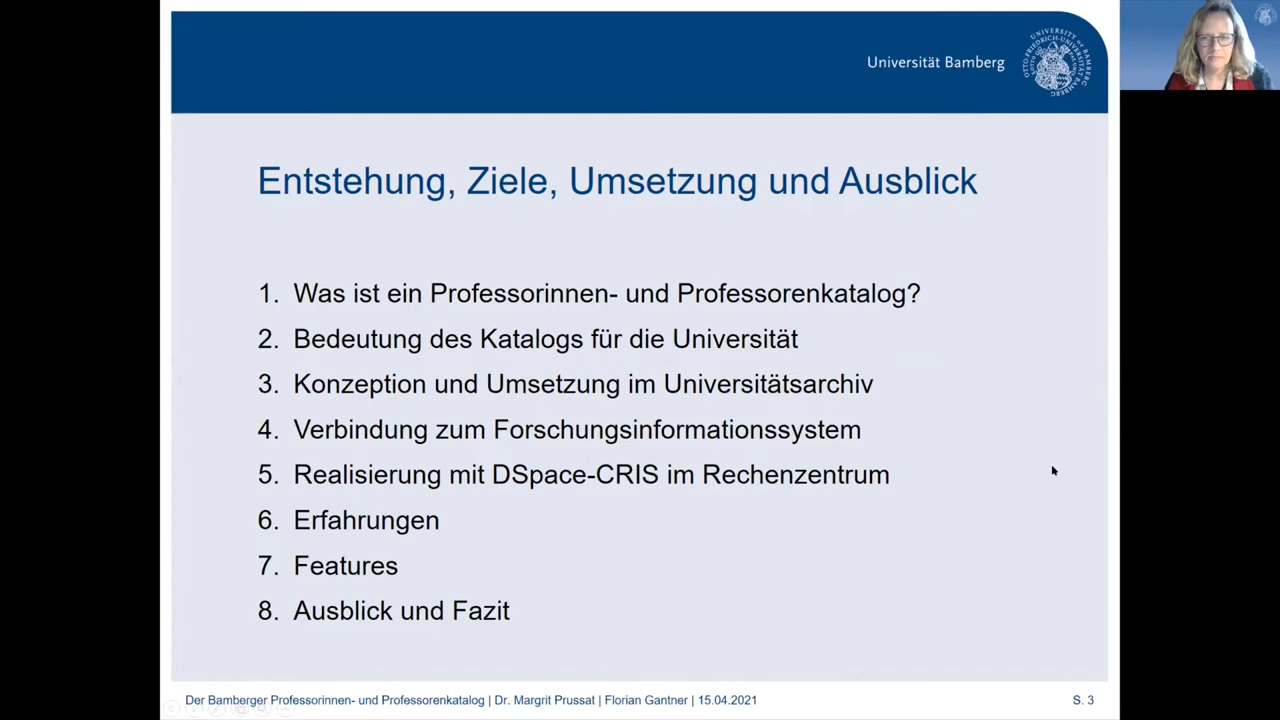 Universität Bamberg
Entstehung, Ziele, Umsetzung und Ausblick
1. Was ist ein Professorinnen- und Professorenkatalog?
2. Bedeutung des Katalogs für die Universität
3. Konzeption und Umsetzung im Universitätsarchiv
4. Verbindung zum Forschungsinformationssystem
5. Realisierung mit DSpace-CRIS im Rechenzentrum
6. Erfahrungen
7. Features
8. Ausblick und Fazit
Der Bamberger Professorinnen- und Professorenkatalog | Dr. Margrit Prussat | Florian Gantner | 15.04.2021
S. 3